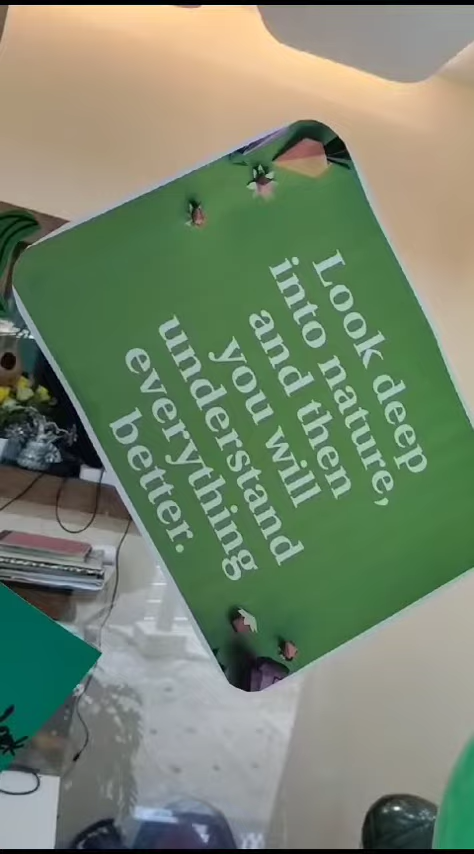 Look deep
into nature,
and then
you will
understand
everything
better.